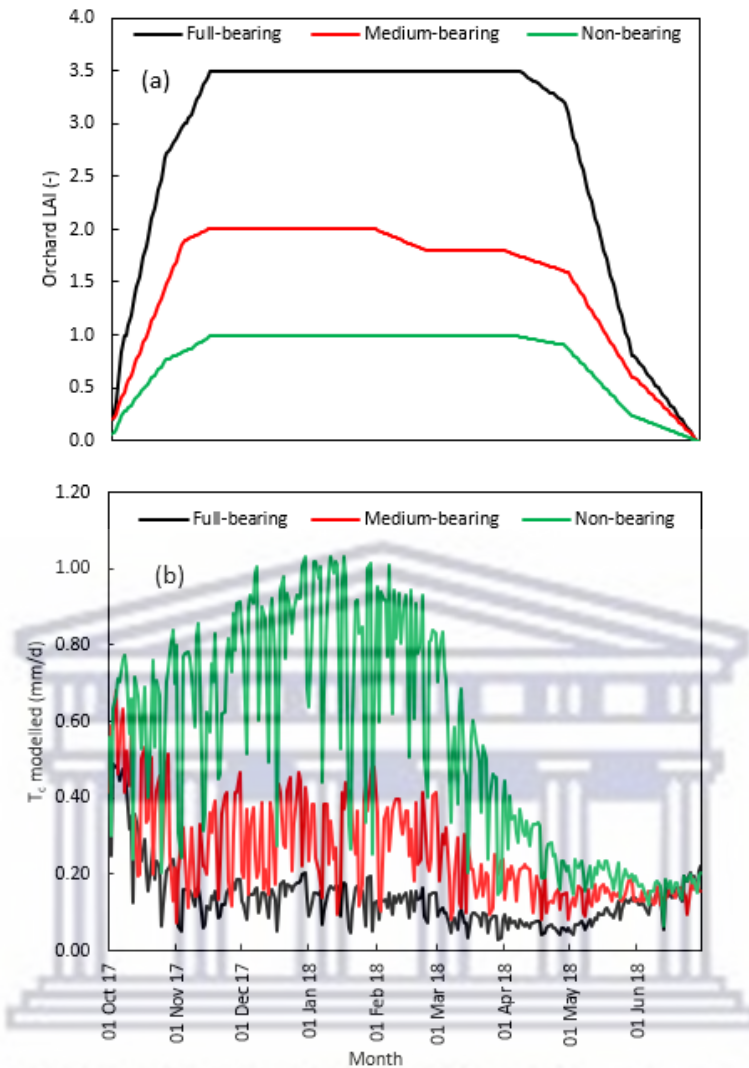 4.0
Full-bearing Medium-bearing Non-bearing
3.5
(a)
3.0
2.5
2.0
1.5
1.0
0.5
0.0
Orchard LAI (-)
1.20
Full-bearing Medium-bearing Non-bearing
1.00
(b)
0.80
0.60
0.40
0.20
0.00
Tc modelled (mm/d)
01 Oct 17
01 Nov 17
01 Dec 17
01 Jan 18
01 Feb 18
01 Mar 18
01 Apr 18
01 May 18
01 Jun 18
Month